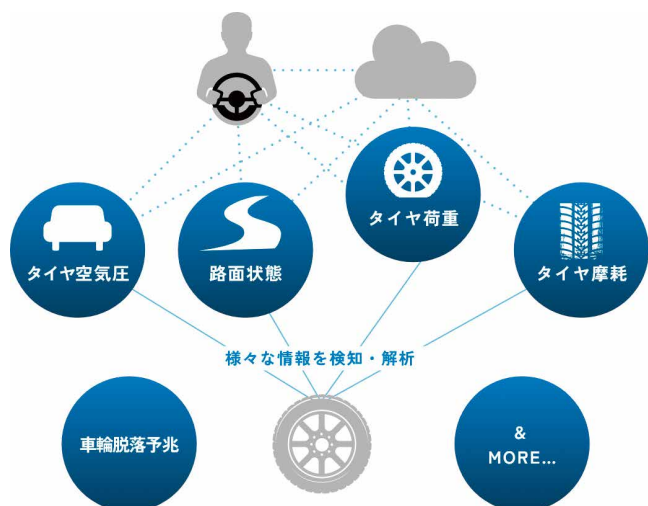 タイヤ空気圧
路面状態
タイヤ荷重
タイヤ摩耗
様々な情報を検知・解析
車輪脱落予兆
&
MORE...